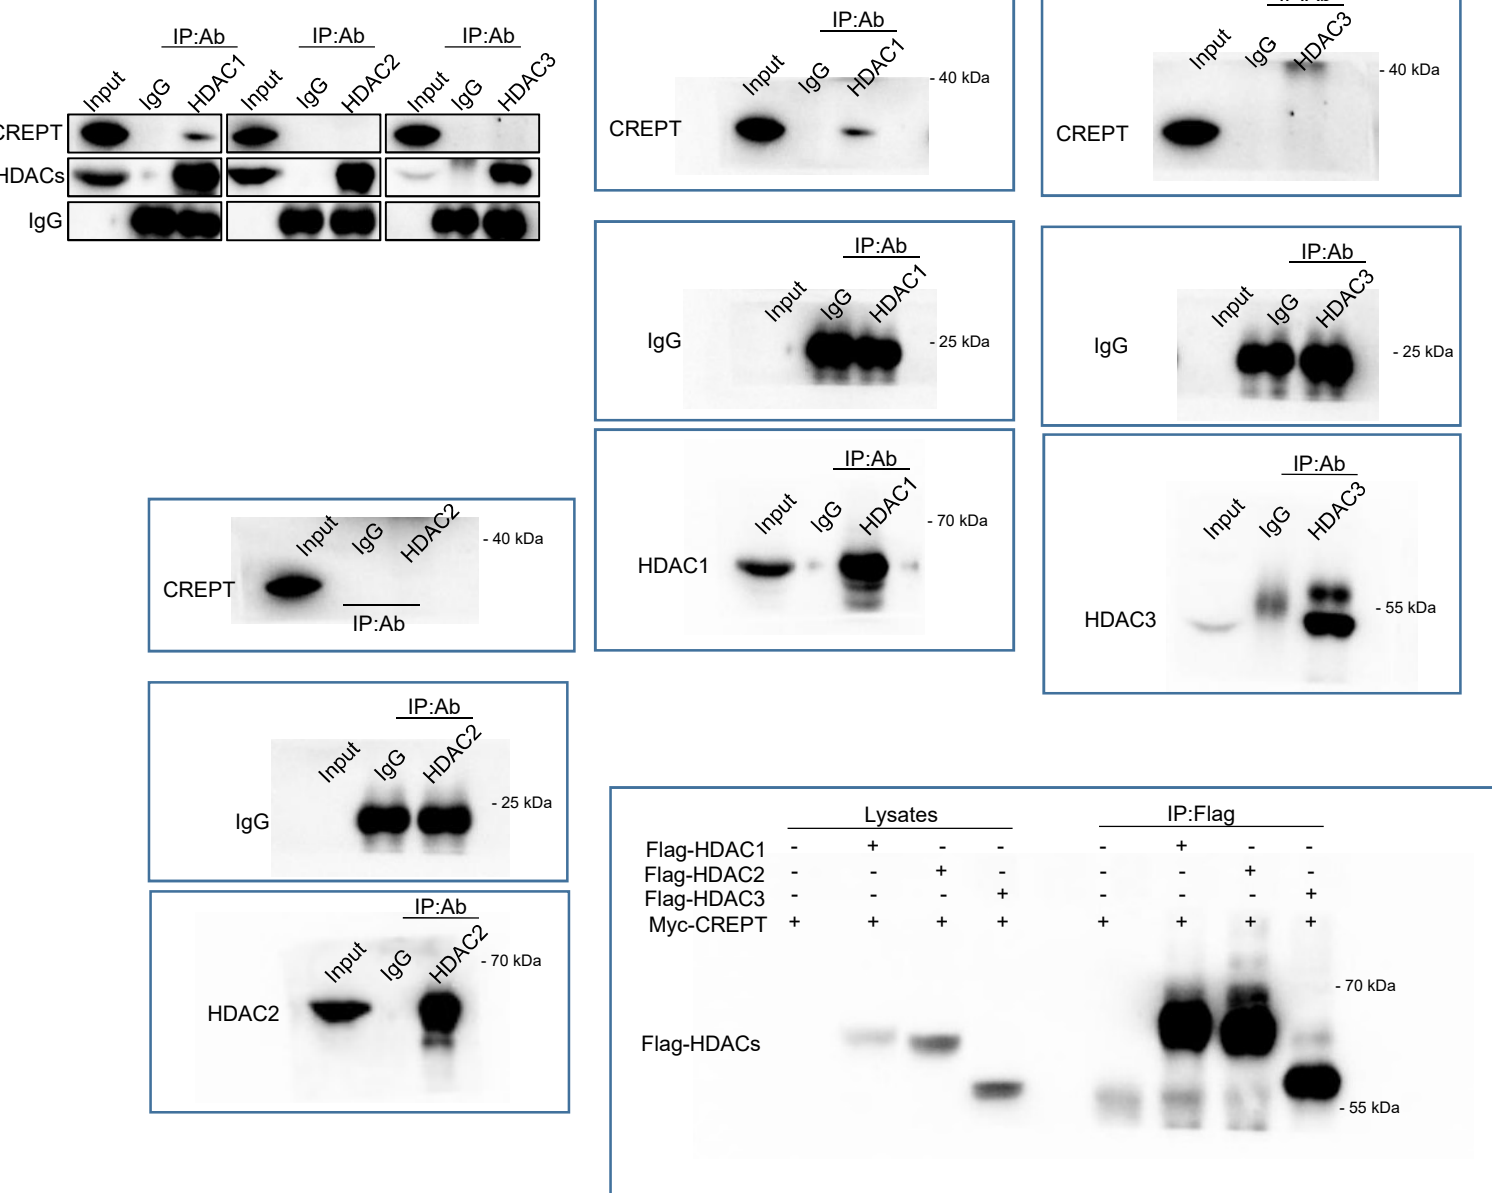 IP:Ab IP:Ab IP:Ab
Input IgG HDAC1 Input IgG HDAC2 Input IgG HDAC3
CREPT
HDACs
IgG
IP:Ab
Input IgG HDAC1
- 40 kDa
CREPT
IP:Ab
Input IgG HDAC3
- 40 kDa
CREPT
IP:Ab
Input IgG HDAC1
IgG
- 25 kDa
IP:Ab
Input IgG HDAC3
IgG
- 25 kDa
IP:Ab
Input IgG HDAC1
- 70 kDa
HDAC1
IP:Ab
Input IgG HDAC3
- 55 kDa
HDAC3
Input IgG HDAC2
- 40 kDa
CREPT
IP:Ab
IP:Ab
Input IgG HDAC2
- 25 kDa
IgG
IP:Ab
Input IgG HDAC2
- 70 kDa
HDAC2
Lysates IP:Flag
Flag-HDAC1 - + - - - + - -
Flag-HDAC2 - - + - - - + -
Flag-HDAC3 - - - + - - - +
Myc-CREPT + + + + + + + +
- 70 kDa
Flag-HDACs
- 55 kDa